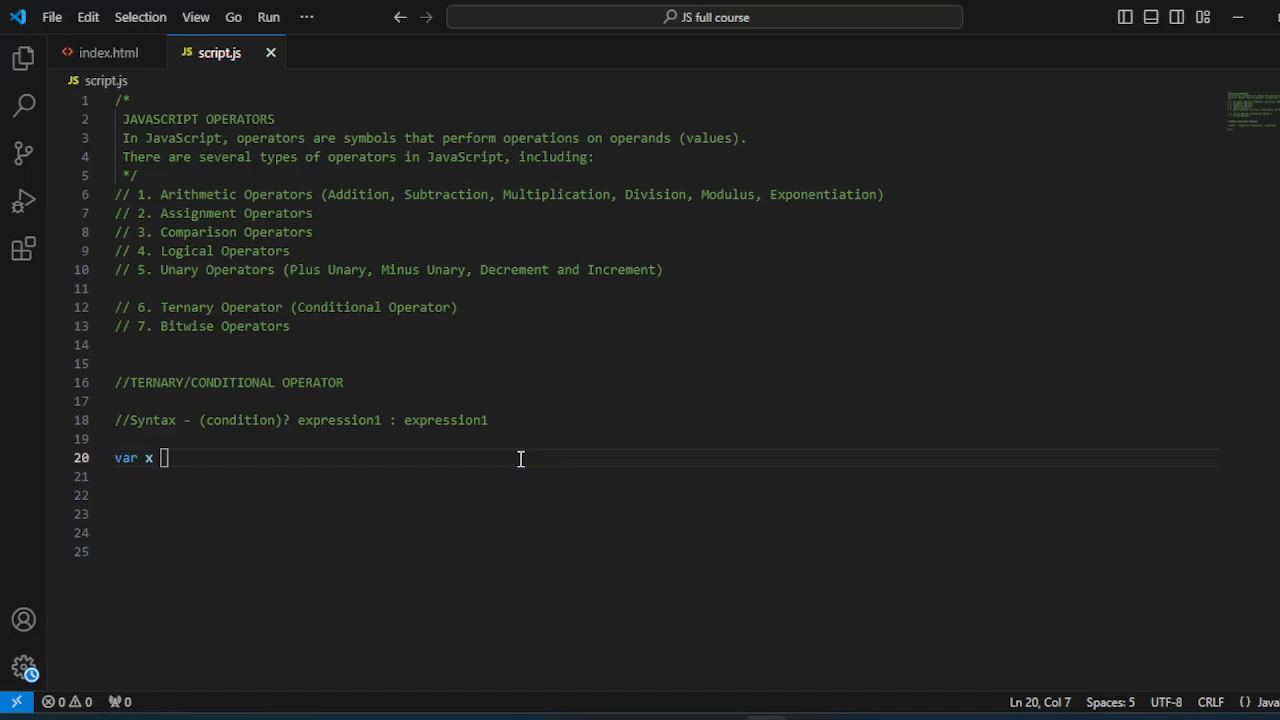 File Edit Selection View Go Run ··· JS full course
index.html JS script.js
JS script.js
1 /*
2 JAVASCRIPT OPERATORS
3 In JavaScript, operators are symbols that perform operations on operands (values).
4 There are several types of operators in JavaScript, including:
5 */
6 // 1. Arithmetic Operators (Addition, Subtraction, Multiplication, Division, Modulus, Exponentiation)
7 // 2. Assignment Operators
8 // 3. Comparison Operators
9 // 4. Logical Operators
10 // 5. Unary Operators (Plus Unary, Minus Unary, Decrement and Increment)
11
12 // 6. Ternary Operator (Conditional Operator)
13 // 7. Bitwise Operators
14
15
16 //TERNARY/CONDITIONAL OPERATOR
17
18 //Syntax - (condition)? expression1 : expression1
19
20 var x
21
22
23
24
25
0 0 0 Ln 20, Col 7 Spaces: 5 UTF-8 CRLF {} Java